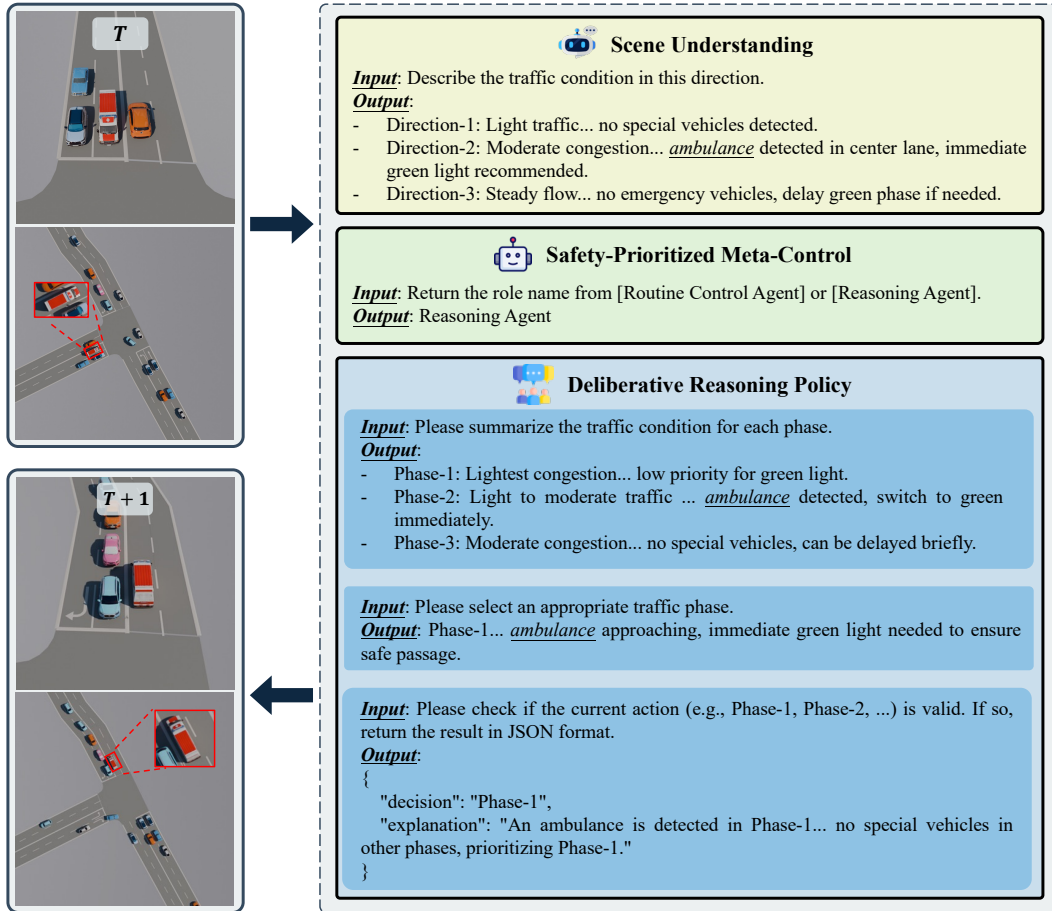 T
T + 1
Scene Understanding
Input: Describe the traffic condition in this direction.
Output:
- Direction-1: Light traffic... no special vehicles detected.
- Direction-2: Moderate congestion... ambulance detected in center lane, immediate
green light recommended.
- Direction-3: Steady flow... no emergency vehicles, delay green phase if needed.
Safety-Prioritized Meta-Control
Input: Return the role name from [Routine Control Agent] or [Reasoning Agent].
Output: Reasoning Agent
Deliberative Reasoning Policy
Input: Please summarize the traffic condition for each phase.
Output:
- Phase-1: Lightest congestion... low priority for green light.
- Phase-2: Light to moderate traffic ... ambulance detected, switch to green
immediately.
- Phase-3: Moderate congestion... no special vehicles, can be delayed briefly.
Input: Please select an appropriate traffic phase.
Output: Phase-1... ambulance approaching, immediate green light needed to ensure
safe passage.
Input: Please check if the current action (e.g., Phase-1, Phase-2, ...) is valid. If so,
return the result in JSON format.
Output:
{
"decision": "Phase-1",
"explanation": "An ambulance is detected in Phase-1... no special vehicles in
other phases, prioritizing Phase-1."
}